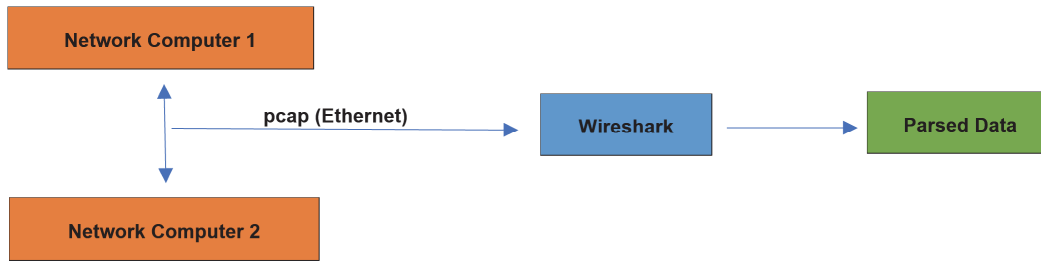 Network Computer 1
pcap (Ethernet)
Wireshark
Parsed Data
Network Computer 2